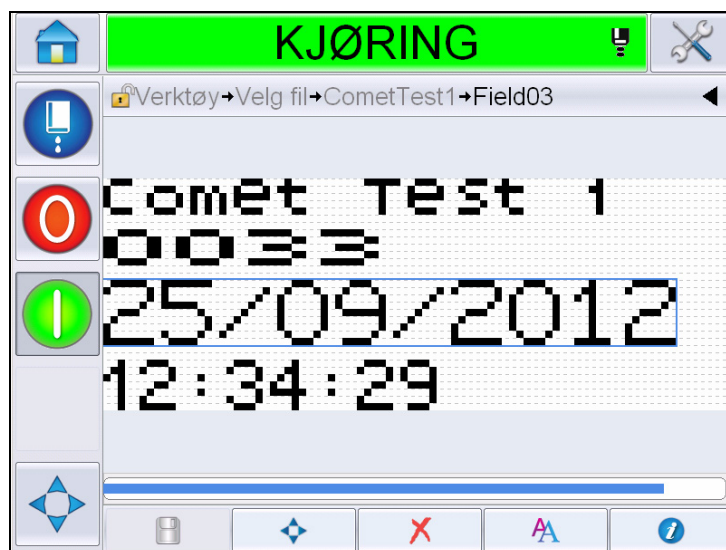 KJØRING
Verktøy→Velg fil→CometTest1→Field03
Comet Test 1
0033
25/09/2012
12:34:29